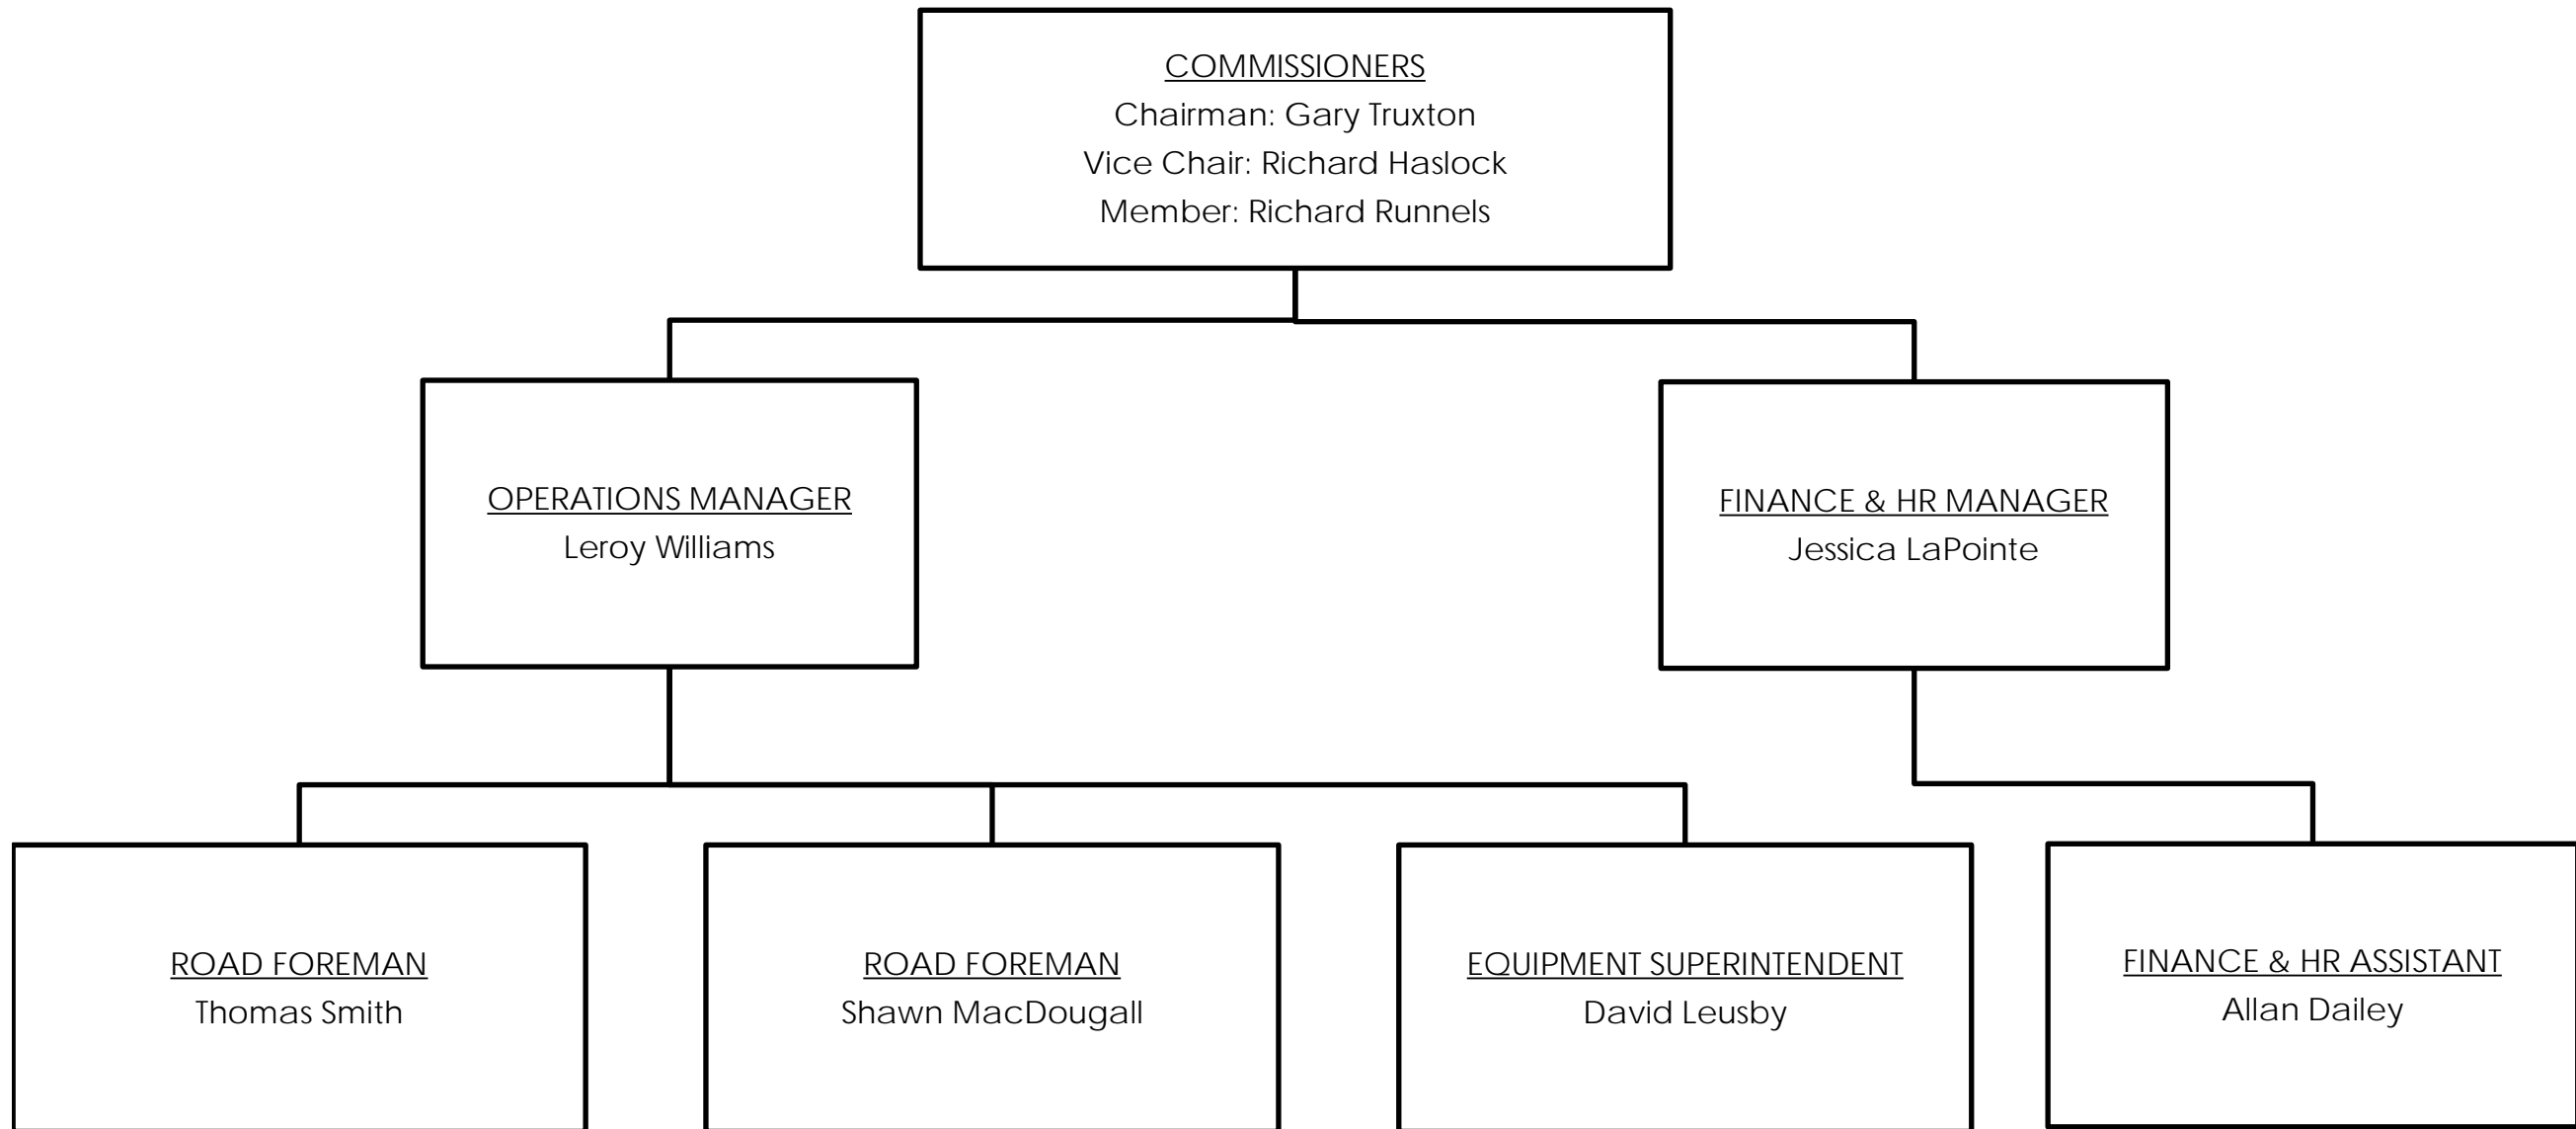 COMMISSIONERS
Chairman: Gary Truxton
Vice Chair: Richard Haslock
Member: Richard Runnels
OPERATIONS MANAGER
Leroy Williams
FINANCE & HR MANAGER
Jessica LaPointe
ROAD FOREMAN
Thomas Smith
ROAD FOREMAN
Shawn MacDougall
EQUIPMENT SUPERINTENDENT
David Leusby
FINANCE & HR ASSISTANT
Allan Dailey